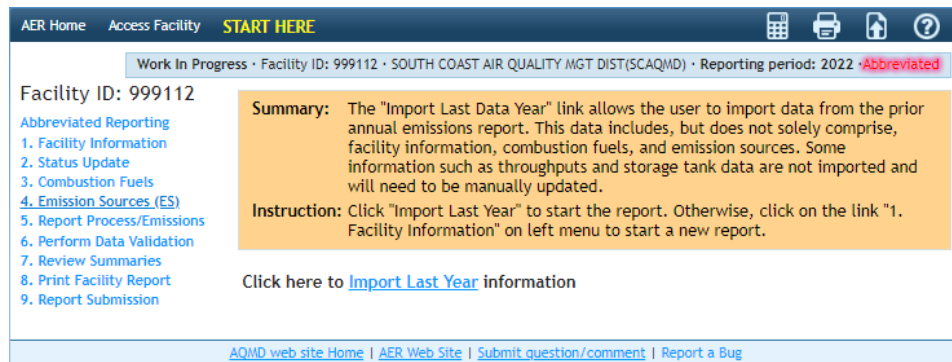 AER Home Access Facility START HERE
Work In Progress · Facility ID: 999112 · SOUTH COAST AIR QUALITY MGT DIST(SCAQMD) · Reporting period: 2022 ·Abbreviated
Facility ID: 999112
Abbreviated Reporting
1. Facility Information
2. Status Update
3. Combustion Fuels
4. Emission Sources (ES)
5. Report Process/Emissions
6. Perform Data Validation
7. Review Summaries
8. Print Facility Report
9. Report Submission
Summary: The "Import Last Data Year" link allows the user to import data from the prior
annual emissions report. This data includes, but does not solely comprise,
facility information, combustion fuels, and emission sources. Some
information such as throughputs and storage tank data are not imported and
will need to be manually updated.
Instruction: Click "Import Last Year" to start the report. Otherwise, click on the link "1.
Facility Information" on left menu to start a new report.
Click here to Import Last Year information
AQMD web site Home | AER Web Site | Submit question/comment | Report a Bug